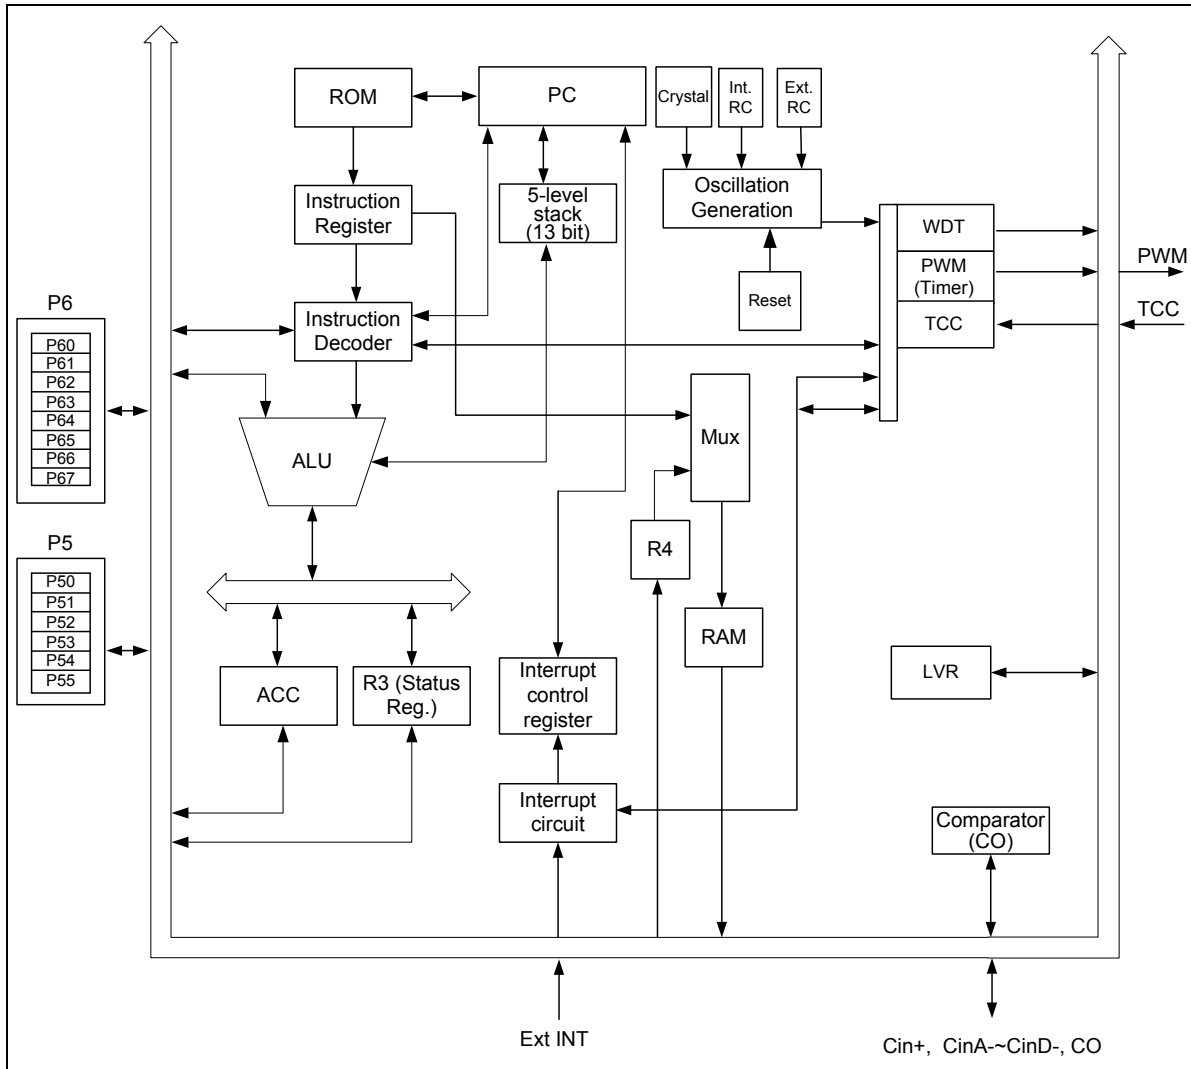 ROM
PC
Crystal
Int.
RC
Ext.
RC
Instruction
Register
5-level
stack
(13 bit)
Oscillation
Generation
WDT
PWM
(Timer)
TCC
PWM
TCC
Reset
P6
P60
P61
P62
P63
P64
P65
P66
P67
Instruction
Decoder
ALU
Mux
R4
P5
P50
P51
P52
P53
P54
P55
ACC
R3 (Status
Reg.)
Interrupt
control
register
RAM
LVR
Interrupt
circuit
Comparator
(CO)
Ext INT
Cin+, CinA-~CinD-, CO